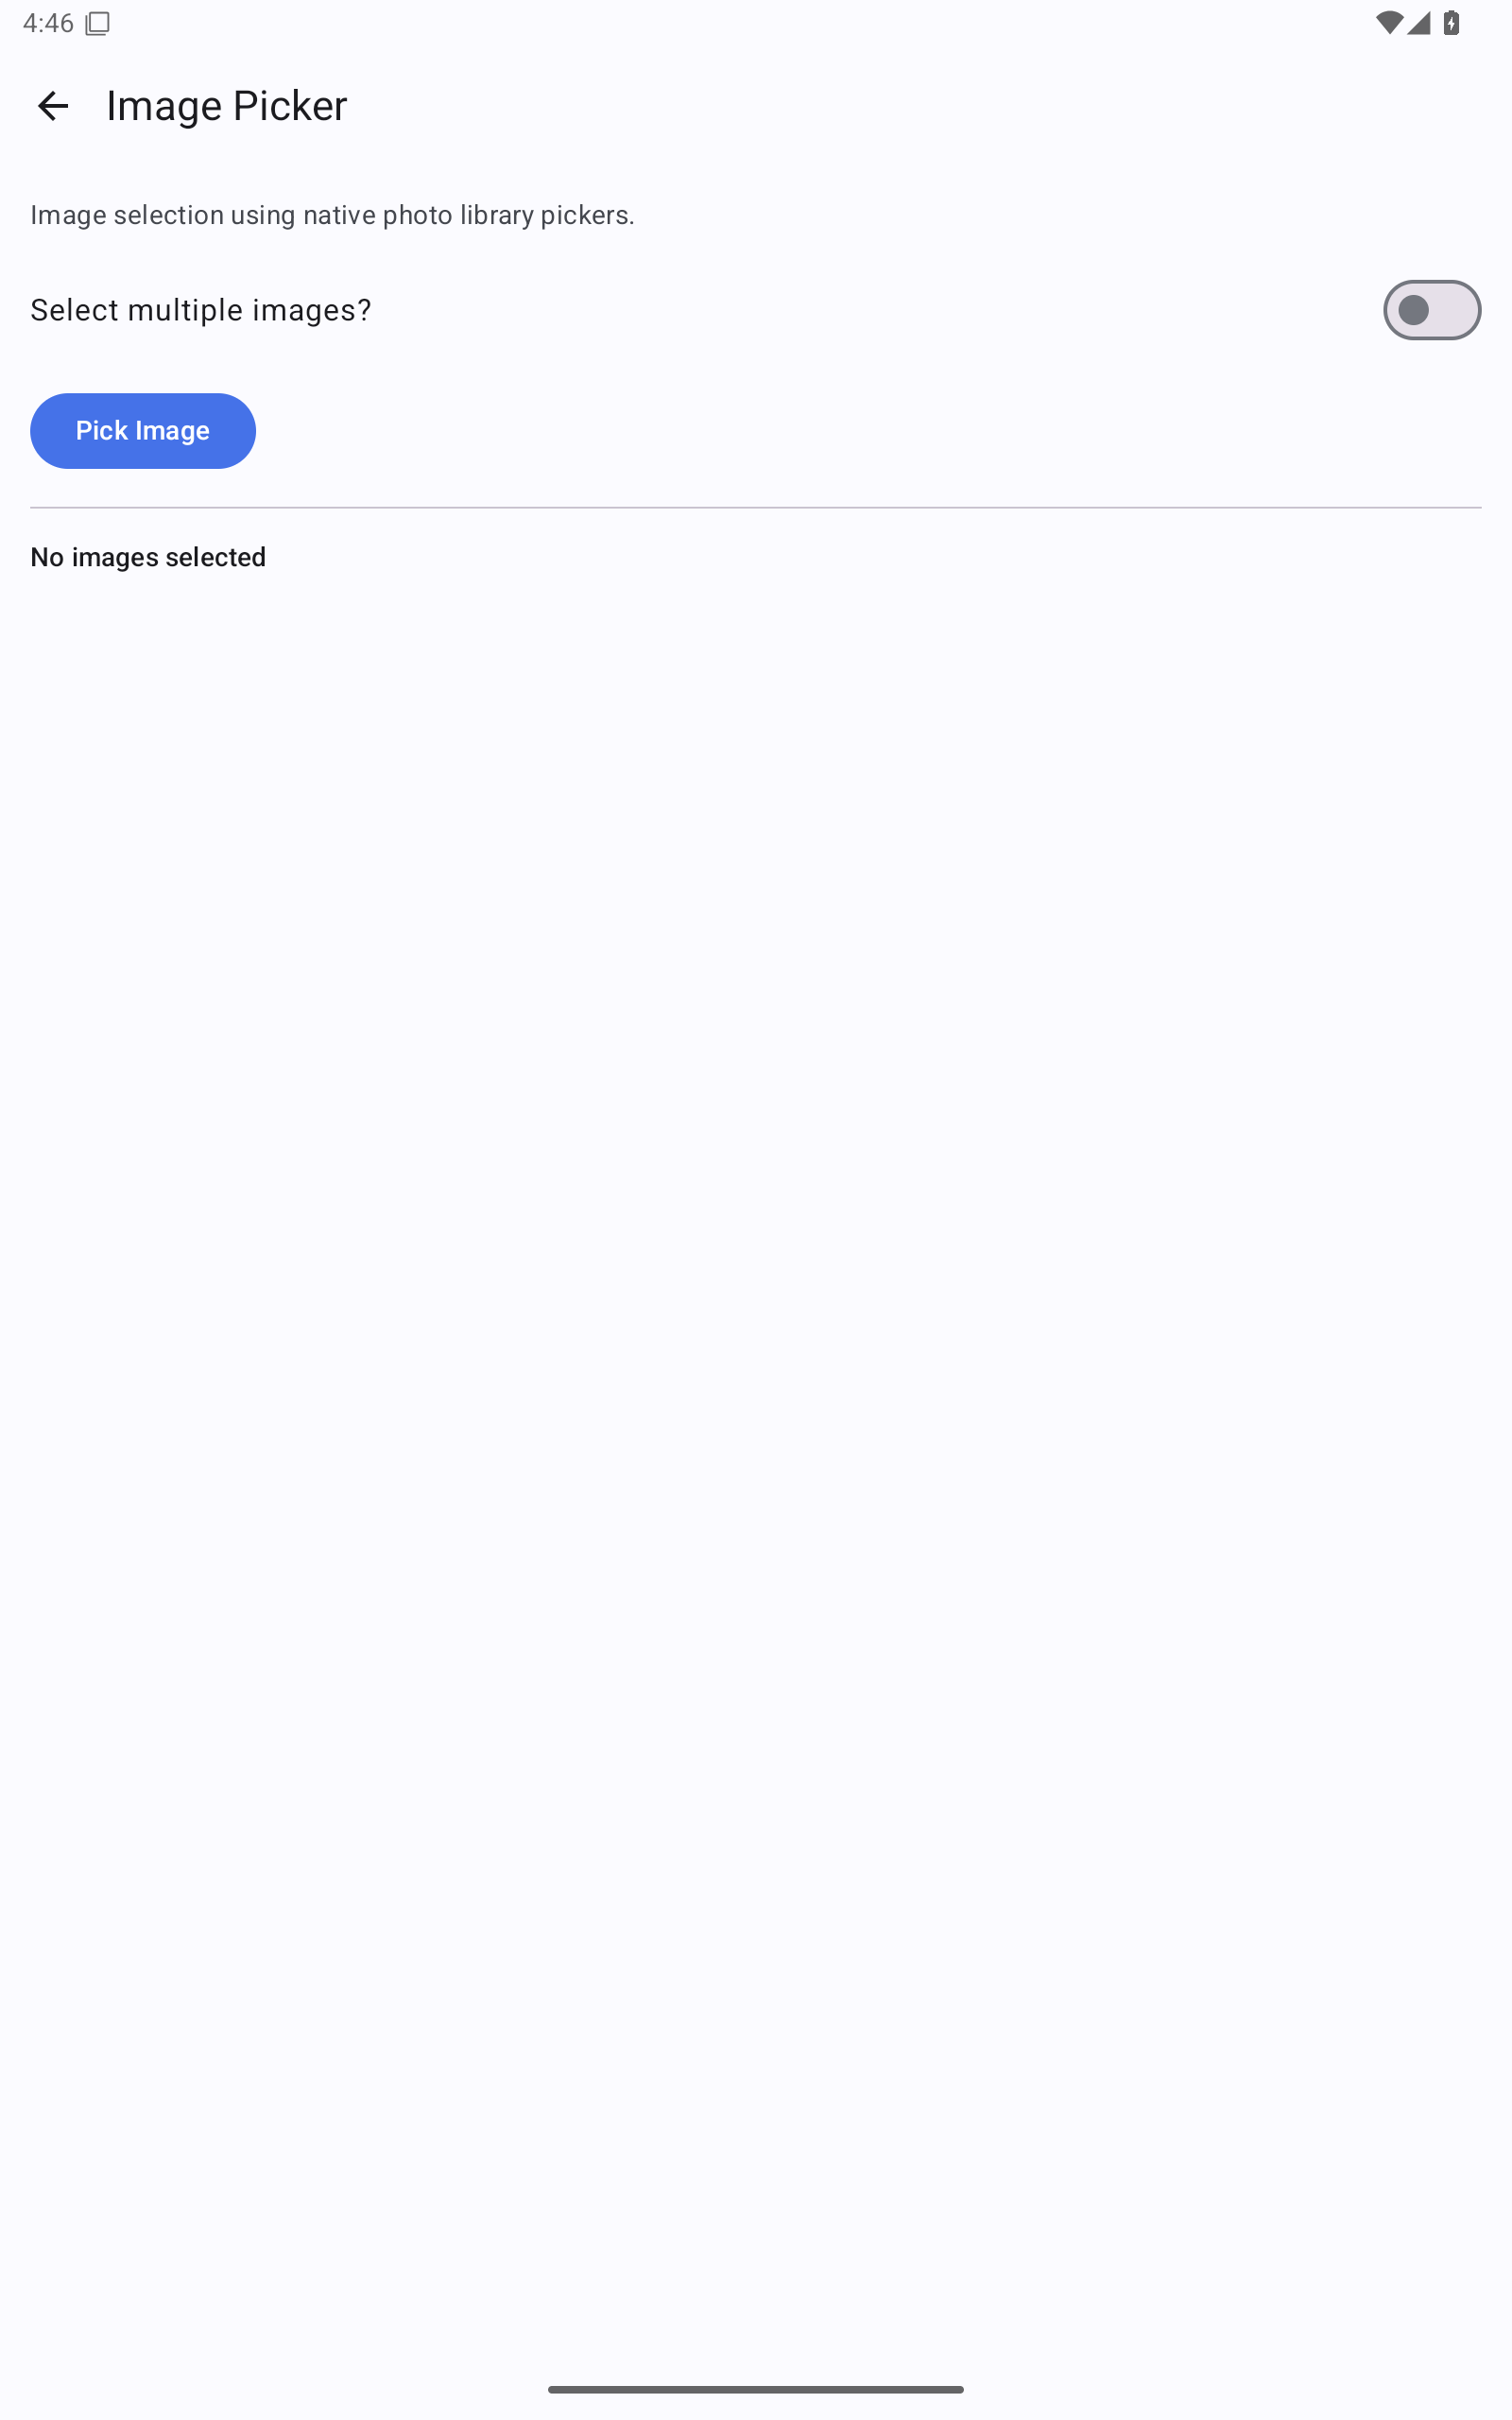 4:46
Image Picker
Image selection using native photo library pickers.
Select multiple images?
Pick Image
No images selected